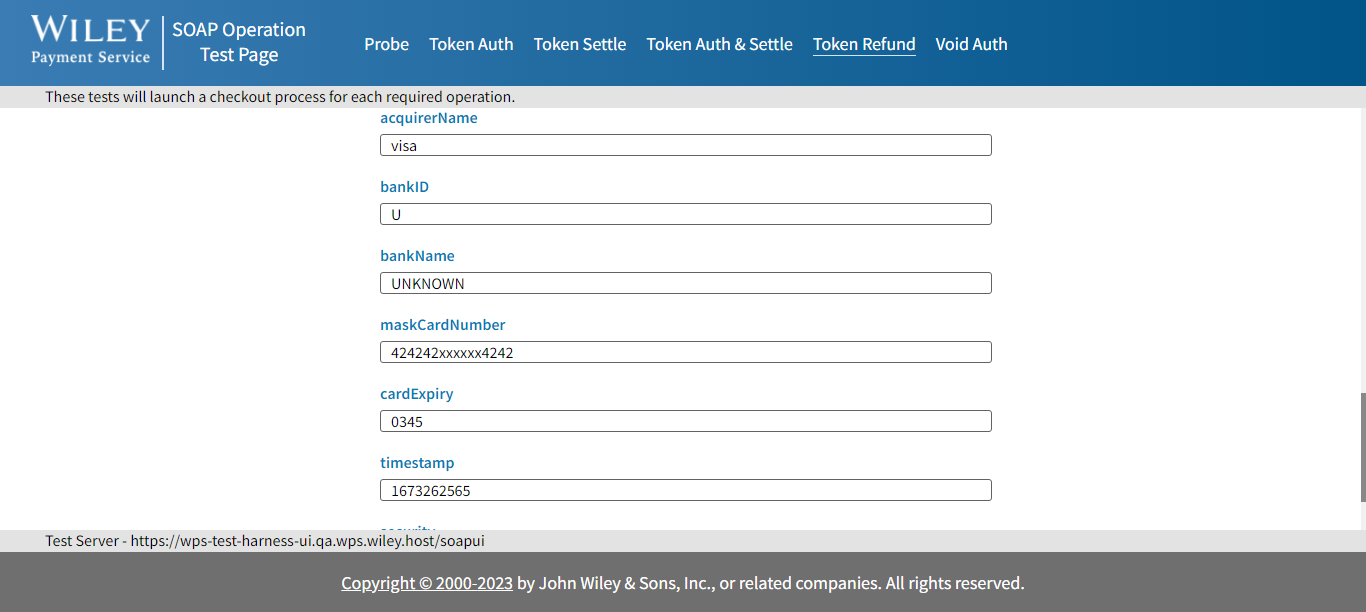 WILEY
Payment Service
SOAP Operation
Test Page
Probe Token Auth Token Settle Token Auth & Settle Token Refund Void Auth
These tests will launch a checkout process for each required operation.
acquirerName
visa
bankID
U
bankName
UNKNOWN
maskCardNumber
424242xxxxxx4242
cardExpiry
0345
timestamp
1673262565
security
Test Server - https://wps-test-harness-ui.qa.wps.wiley.host/soapui
Copyright © 2000-2023 by John Wiley & Sons, Inc., or related companies. All rights reserved.